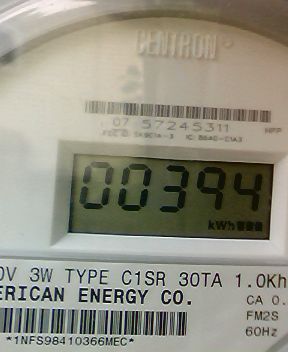 CENTRON®
07 57245311
00394
kWh
0V 3W TYPE C1SR 30TA 1.0Kh
ERICAN ENERGY CO.
CA 0.
FM2S
60Hz
*1NFS98410366MEC*